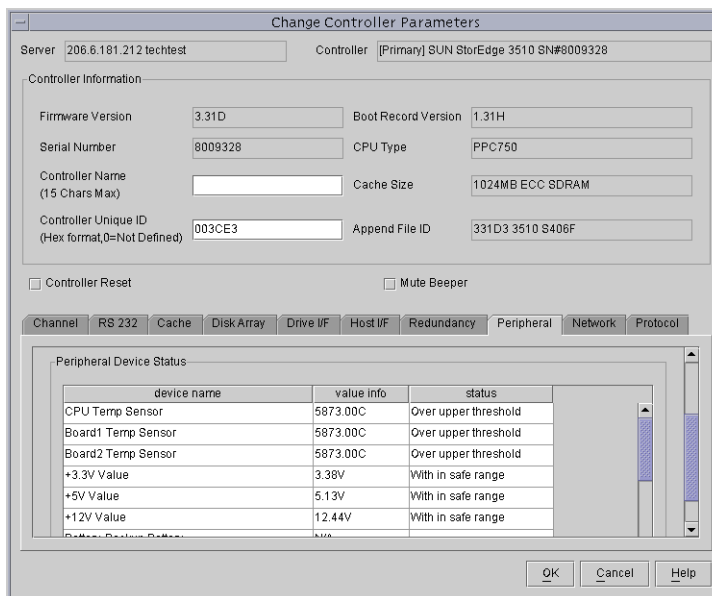 Change Controller Parameters
Server 206.6.181.212 techtest Controller [Primary] SUN StorEdge 3510 SN#8009328
Controller Information
Firmware Version 3.31D Boot Record Version 1.31H
Serial Number 8009328 CPU Type PPC750
Controller Name
(15 Chars Max) Cache Size 1024MB ECC SDRAM
Controller Unique ID
(Hex format,0=Not Defined) 003CE3 Append File ID 331D3 3510 S406F
Controller Reset Mute Beeper
Channel RS 232 Cache Disk Array Drive I/F Host I/F Redundancy Peripheral Network Protocol
Peripheral Device Status
device name value info status
CPU Temp Sensor 5873.00C Over upper threshold
Board1 Temp Sensor 5873.00C Over upper threshold
Board2 Temp Sensor 5873.00C Over upper threshold
+3.3V Value 3.38V With in safe range
+5V Value 5.13V With in safe range
+12V Value 12.44V With in safe range
Battery Backup Battery N/A
OK Cancel Help